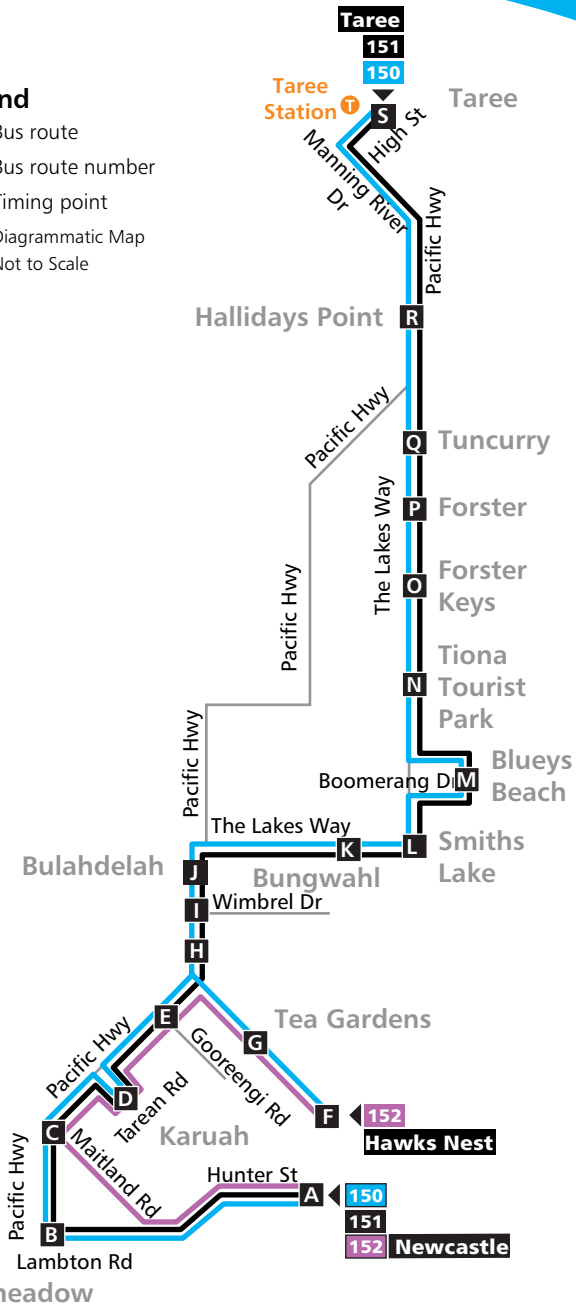 Taree
151
150
Taree
Station T
Taree
S
High St
Manning River
Dr
Pacific Hwy
nd
Bus route
Bus route number
Timing point
Diagrammatic Map
Not to Scale
Hallidays Point
R
Pacific Hwy
Q
Tuncurry
The Lakes Way
P
Forster
O
Forster
Keys
Pacific Hwy
N
Tiona
Tourist
Park
Pacific Hwy
Boomerang D
M
Blueys
Beach
The Lakes Way
K
L
Smiths
Lake
Bulahdelah
J
Bungwahl
I
Wimbrel Dr
H
E
Tea Gardens
G
Pacific Hwy
Gooreengi Rd
D
Tarean Rd
F
152
Hawks Nest
C
Karuah
Maitland Rd
Pacific Hwy
Hunter St
A
150
151
152 Newcastle
B
Lambton Rd
meadow